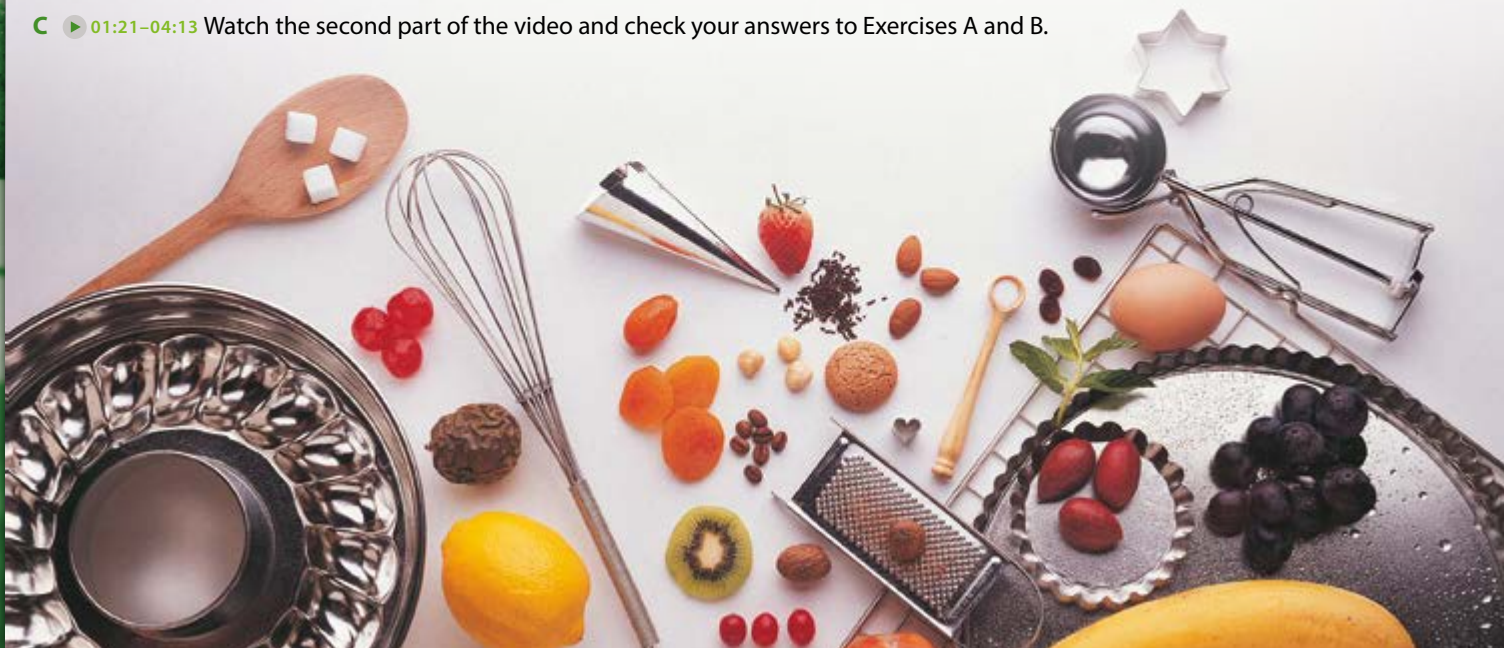 C 01:21–04:13 Watch the second part of the video and check your answers to Exercises A and B.